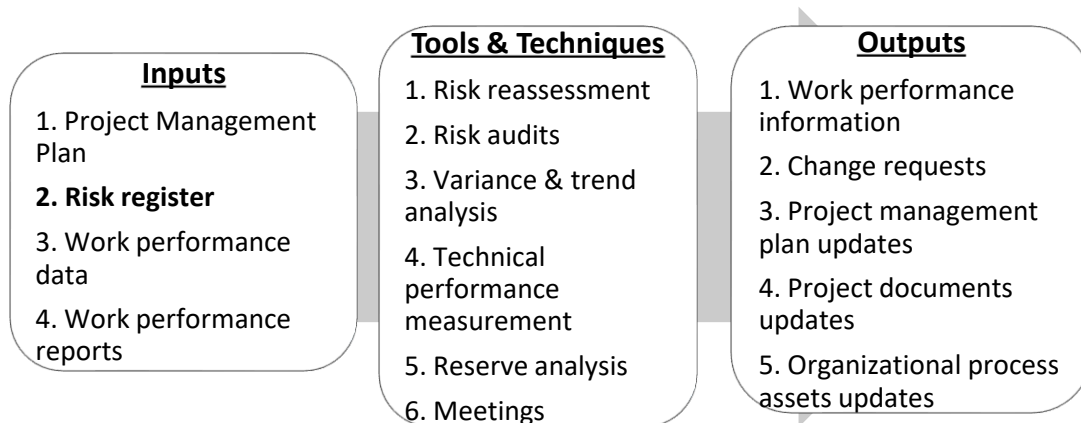 Inputs
1. Project Management
Plan
2. Risk register
3. Work performance
data
4. Work performance
reports
Tools & Techniques
1. Risk reassessment
2. Risk audits
3. Variance & trend
analysis
4. Technical
performance
measurement
5. Reserve analysis
6. Meetings
Outputs
1. Work performance
information
2. Change requests
3. Project management
plan updates
4. Project documents
updates
5. Organizational process
assets updates